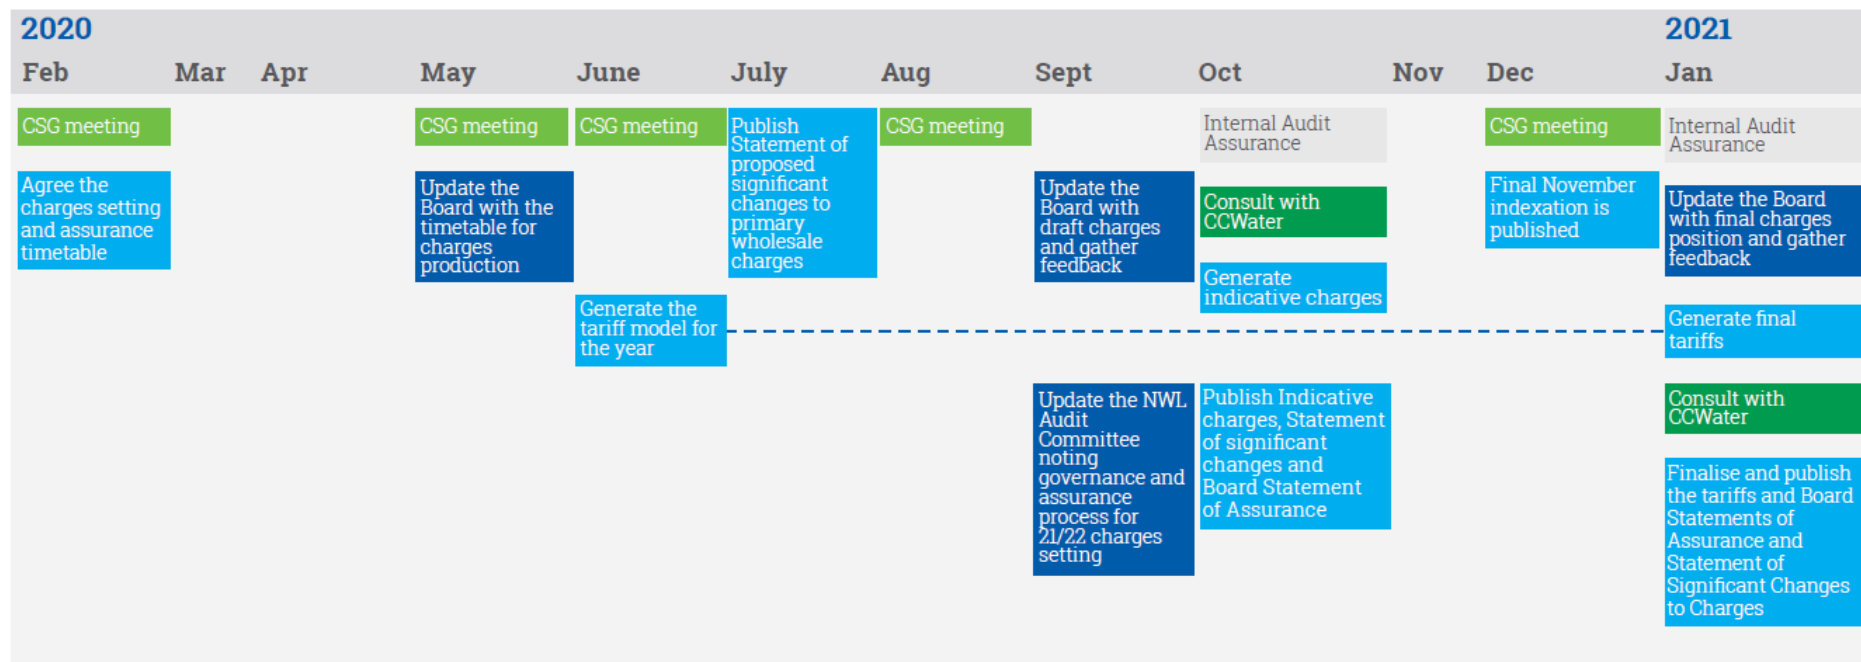 2020
2021
Feb
Mar
Apr
May
June
July
Aug
Sept
Oct
Nov
Dec
Jan
CSG meeting
Agree the
charges setting
and assurance
timetable
CSG meeting
Update the
Board with the
timetable for
charges
production
CSG meeting
Generate the
tariff model for
the year
Publish
Statement of
proposed
significant
changes to
primary
wholesale
charges
CSG meeting
Update the
Board with
draft charges
and gather
feedback
Update the NWL
Audit
Committee
noting
governance and
assurance
process for
21/22 charges
setting
Internal Audit
Assurance
Consult with
CCWater
Generate
indicative charges
Publish Indicative
charges, Statement
of significant
changes and
Board Statement
of Assurance
CSG meeting
Final November
indexation is
published
Internal Audit
Assurance
Update the Board
with final charges
position and gather
feedback
Generate final
tariffs
Consult with
CCWater
Finalise and publish
the tariffs and Board
Statements of
Assurance and
Statement of
Significant Changes
to Charges